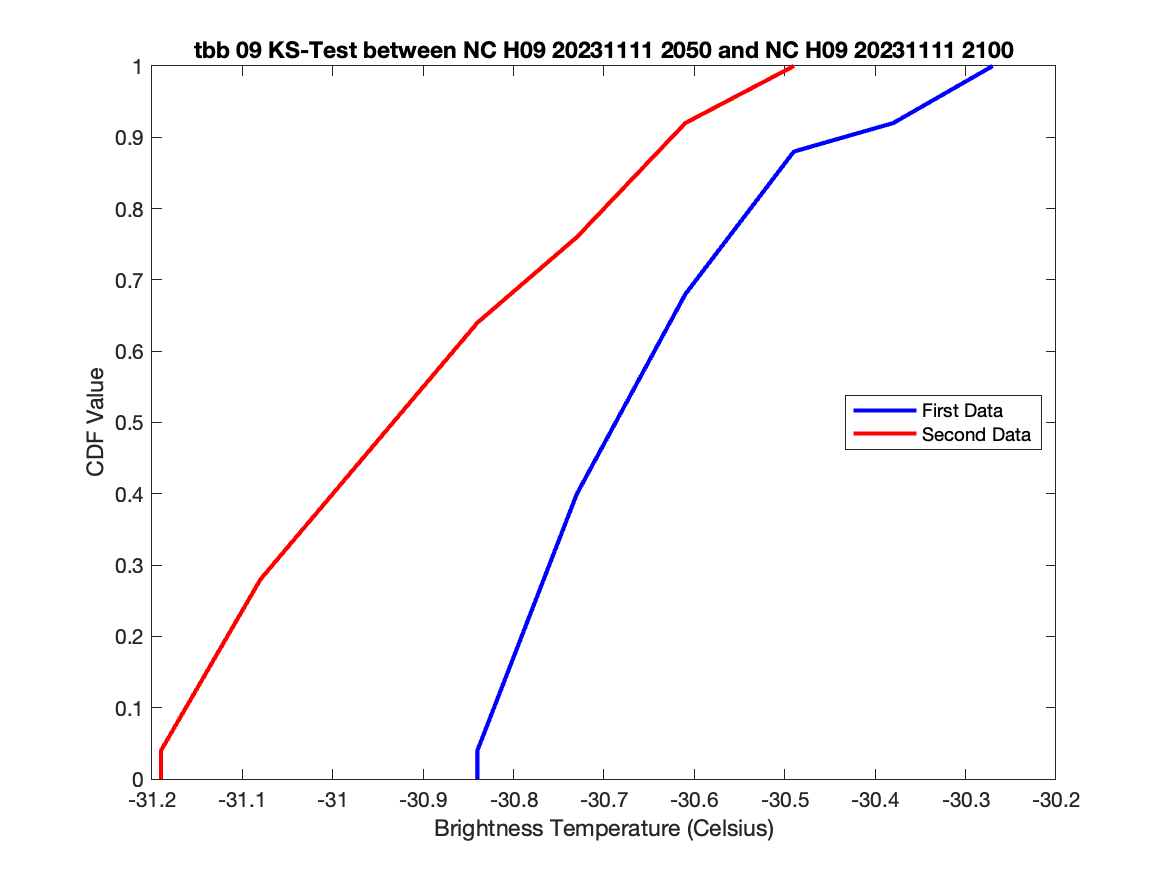 tbb 09 KS-Test between NC H09 20231111 2050 and NC H09 20231111 2100
1
0.9
0.8
0.7
0.6
0.5
0.4
0.3
0.2
0.1
0
CDF Value
First Data
Second Data
-31.2 -31.1 -31 -30.9 -30.8 -30.7 -30.6 -30.5 -30.4 -30.3 -30.2
Brightness Temperature (Celsius)